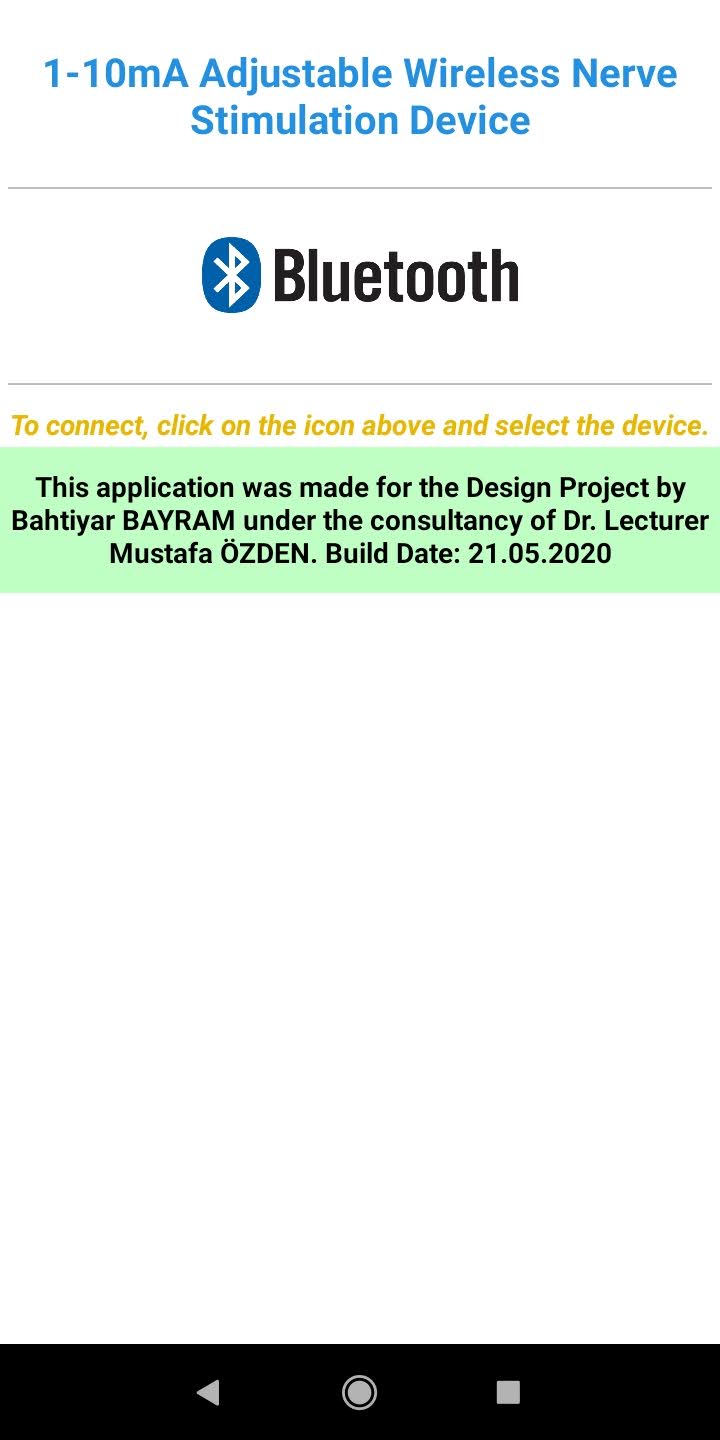 1-10mA Adjustable Wireless Nerve
Stimulation Device
Bluetooth
To connect, click on the icon above and select the device.
This application was made for the Design Project by
Bahtiyar BAYRAM under the consultancy of Dr. Lecturer
Mustafa ÖZDEN. Build Date: 21.05.2020